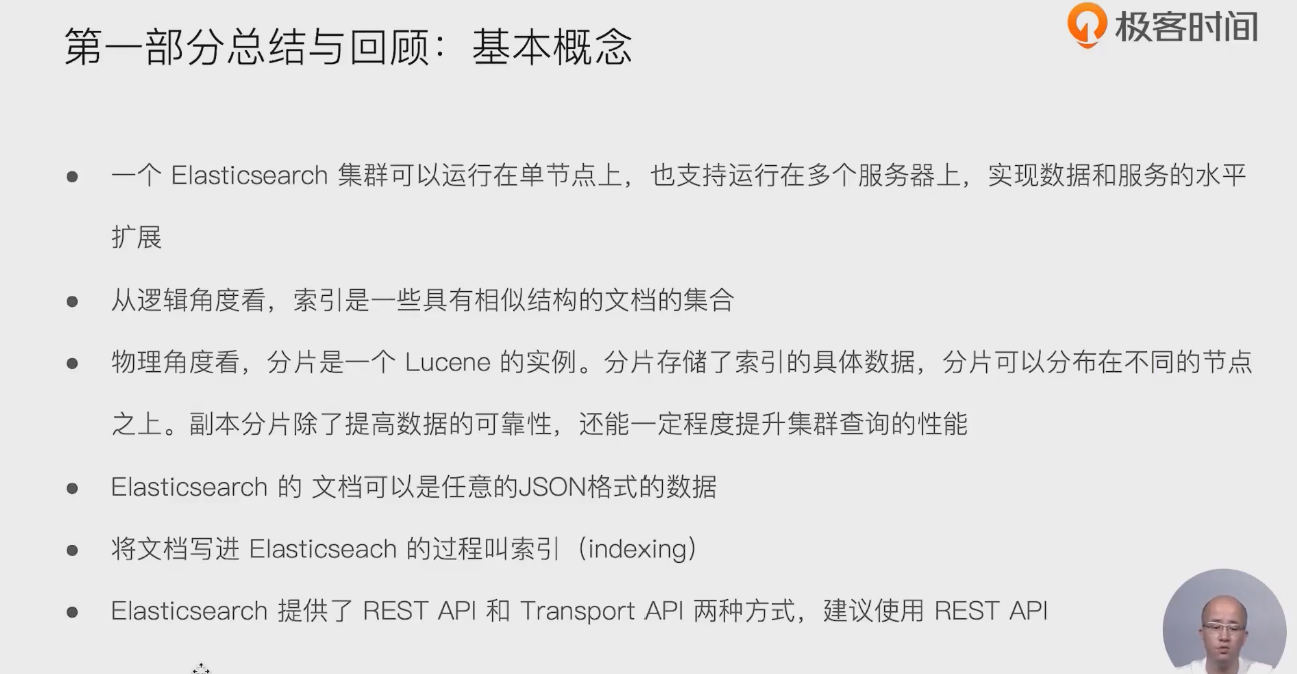 第一部分总结与回顾：基本概念
极客时间
● 一个 Elasticsearch 集群可以运行在单节点上，也支持运行在多个服务器上，实现数据和服务的水平
扩展
● 从逻辑角度看，索引是一些具有相似结构的文档的集合
● 物理角度看，分片是一个 Lucene 的实例。分片存储了索引的具体数据，分片可以分布在不同的节点
之上。副本分片除了提高数据的可靠性，还能一定程度提升集群查询的性能
● Elasticsearch 的 文档可以是任意的JSON格式的数据
● 将文档写进 Elasticseach 的过程叫索引（indexing）
● Elasticsearch 提供了 REST API 和 Transport API 两种方式，建议使用 REST API